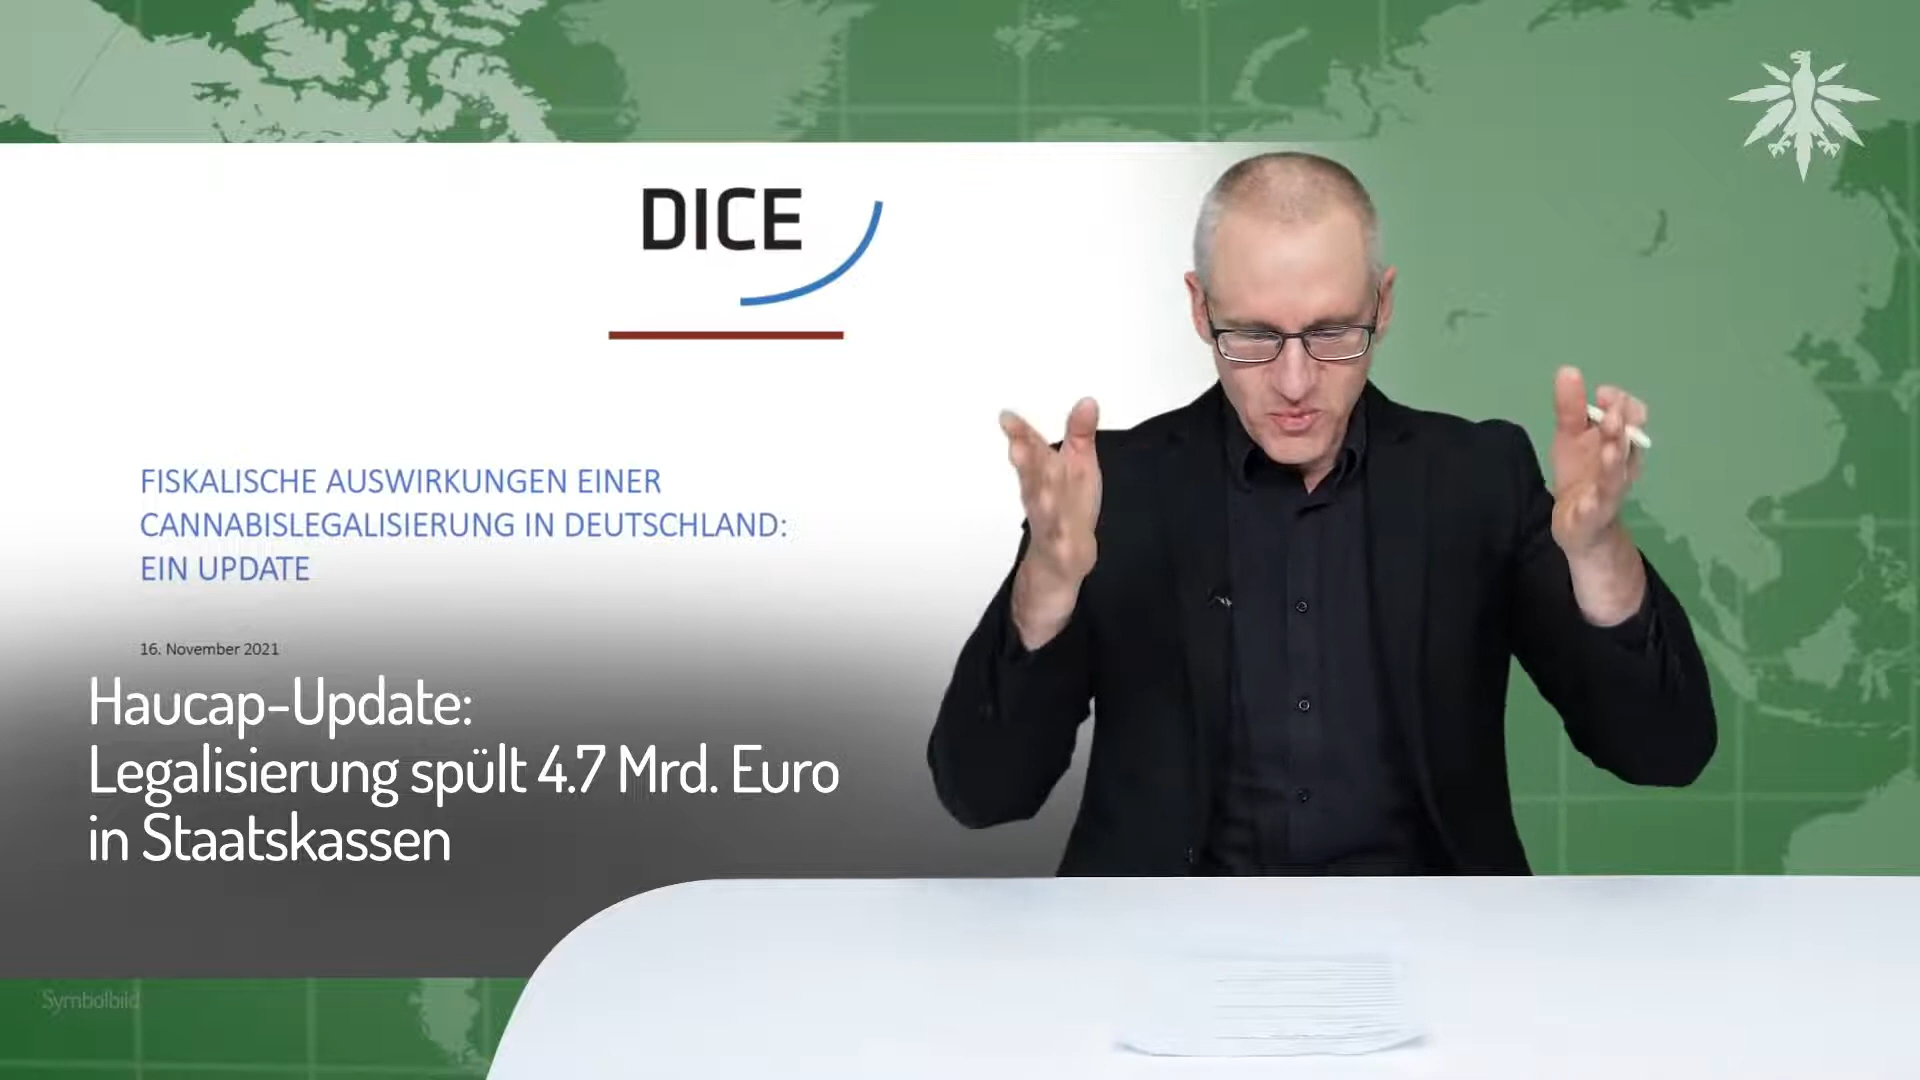 DICE
FISKALISCHE AUSWIRKUNGEN EINER
CANNABISLEGALISIERUNG IN DEUTSCHLAND:
EIN UPDATE
16. November 2021
Haucap-Update:
Legalisierung spült 4.7 Mrd. Euro
in Staatskassen
Symbolbild